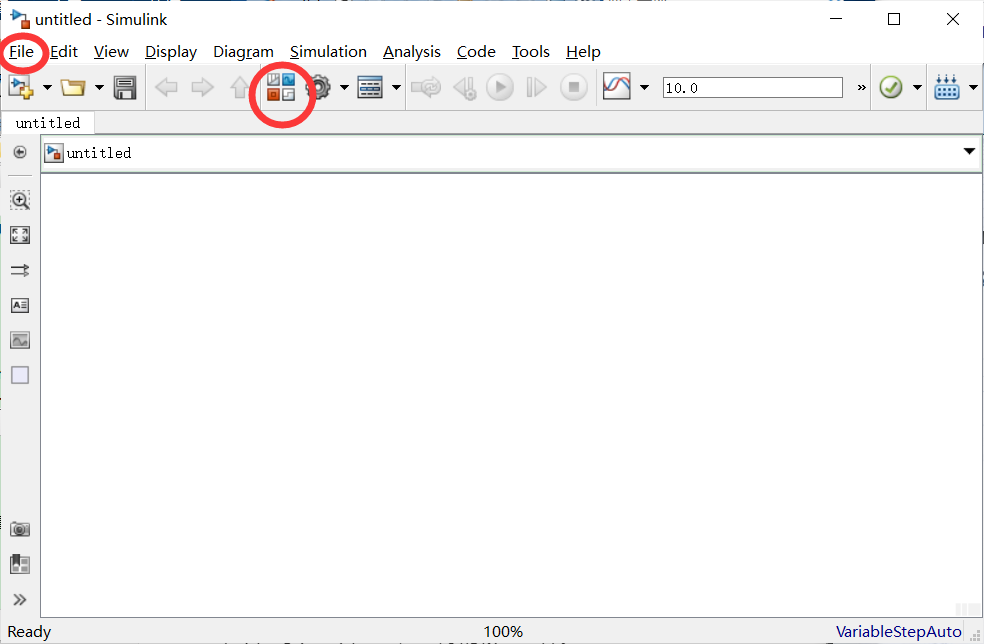 untitled - Simulink
File Edit View Display Diagram Simulation Analysis Code Tools Help
10.0 »
untitled
untitled
Ready 100% VariableStepAuto